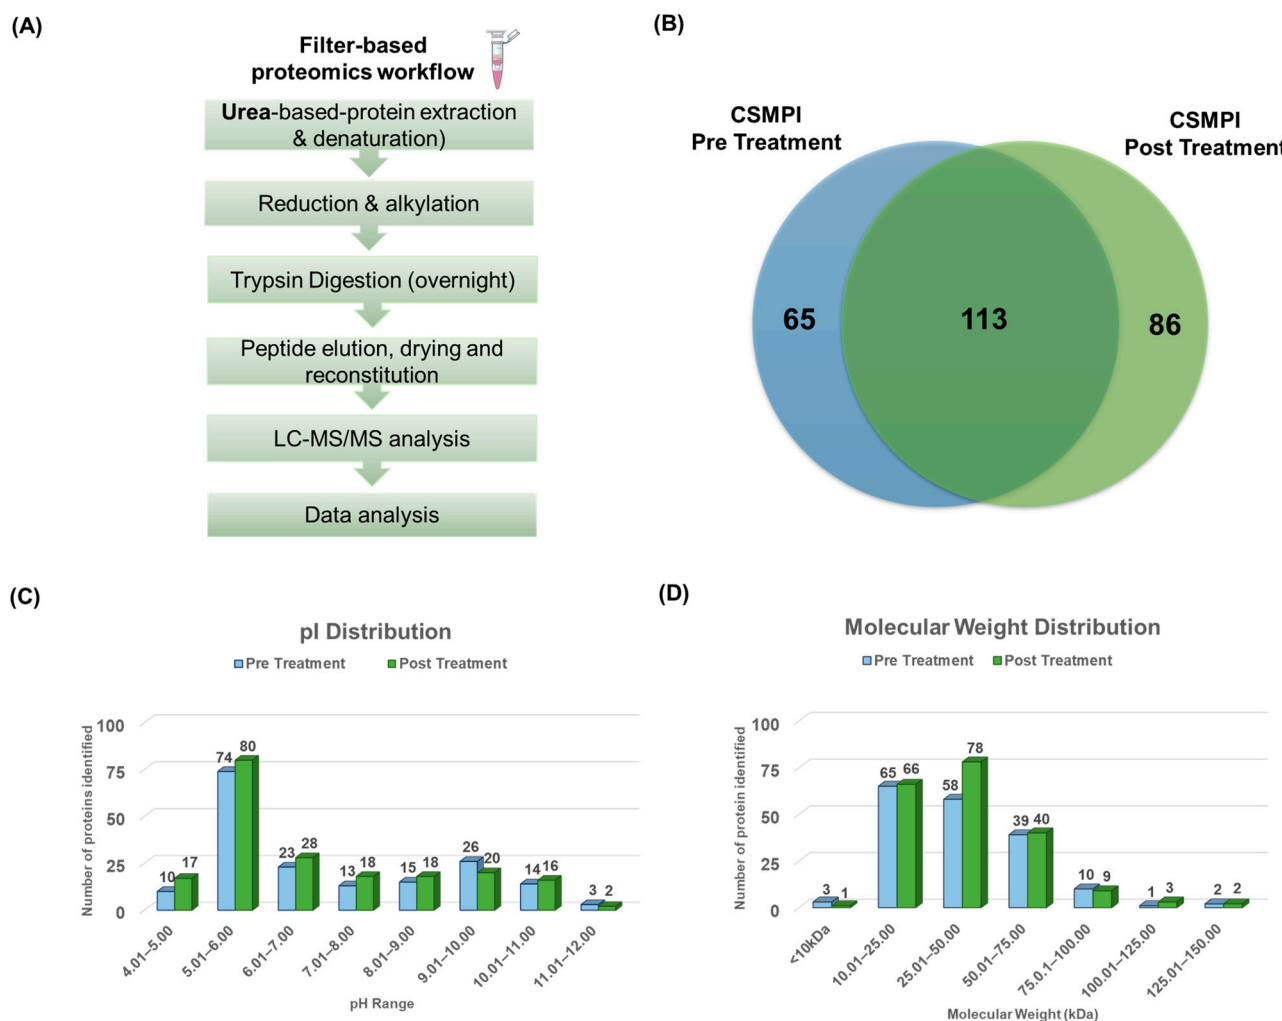 (A)
Filter-based
proteomics workflow
Urea-based-protein extraction
& denaturation)
Reduction & alkylation
Trypsin Digestion (overnight)
Peptide elution, drying and
reconstitution
LC-MS/MS analysis
Data analysis
(B)
CSMPI
Pre Treatment
CSMPI
Post Treatment
65
113
86
(C)
pI Distribution
Pre Treatment
Post Treatment
Number of proteins identified
100
75
50
25
0
10
17
74
80
23
28
13
18
15
18
26
20
14
16
3
2
4.01–5.00
5.01–6.00
6.01–7.00
7.01–8.00
8.01–9.00
9.01–10.00
10.01–11.00
11.01–12.00
pH Range
(D)
Molecular Weight Distribution
Pre Treatment
Post Treatment
Number of protein identified
100
75
50
25
0
3
1
65
66
58
78
39
40
10
9
1
3
2
2
<10kDa
10.01–25.00
25.01–50.00
50.01–75.00
75.0.1–100.00
100.01–125.00
125.01–150.00
Molecular Weight (kDa)